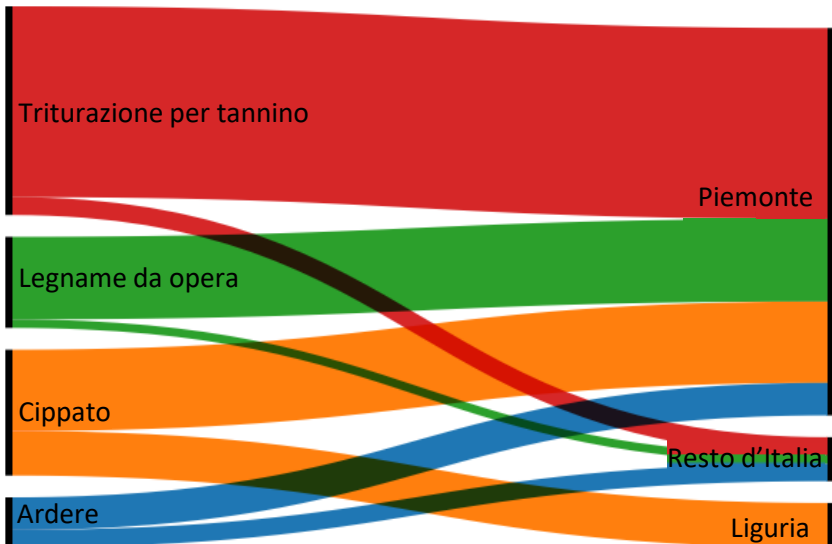 Triturazione per tannino
Piemonte
Legname da opera
Cippato
Resto d'Italia
Ardere
Liguria